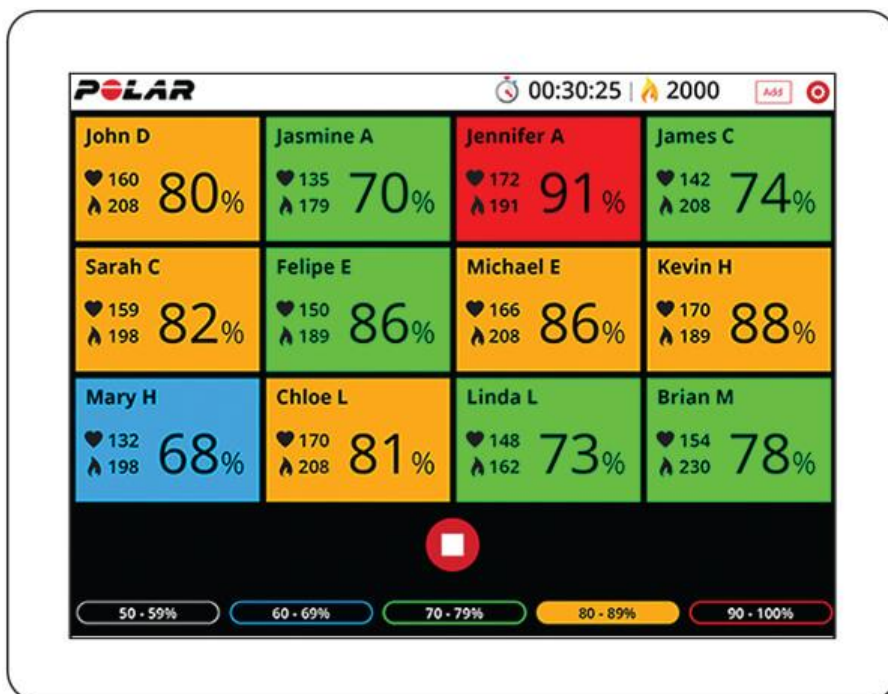 POLAR 00:30:25 | 2000 Add
John D Jasmine A Jennifer A James C
160 135 172 142
208 80% 179 70% 191 91% 208 74%
Sarah C Felipe E Michael E Kevin H
159 150 166 170
198 82% 189 86% 208 86% 189 88%
Mary H Chloe L Linda L Brian M
132 170 148 154
198 68% 208 81% 162 73% 230 78%
50 - 59% 60 - 69% 70 - 79% 80 - 89% 90 - 100%